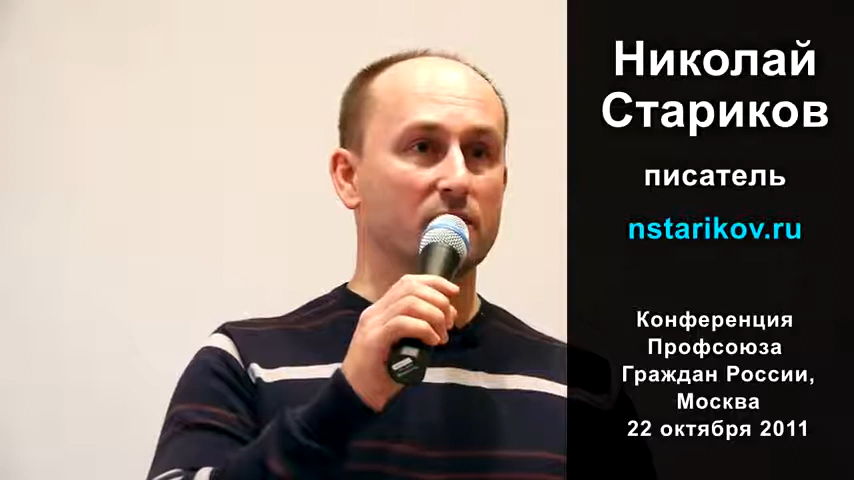 Николай
Стариков
писатель
nstarikov.ru
Конференция
Профсоюза
Граждан России,
Москва
22 октября 2011